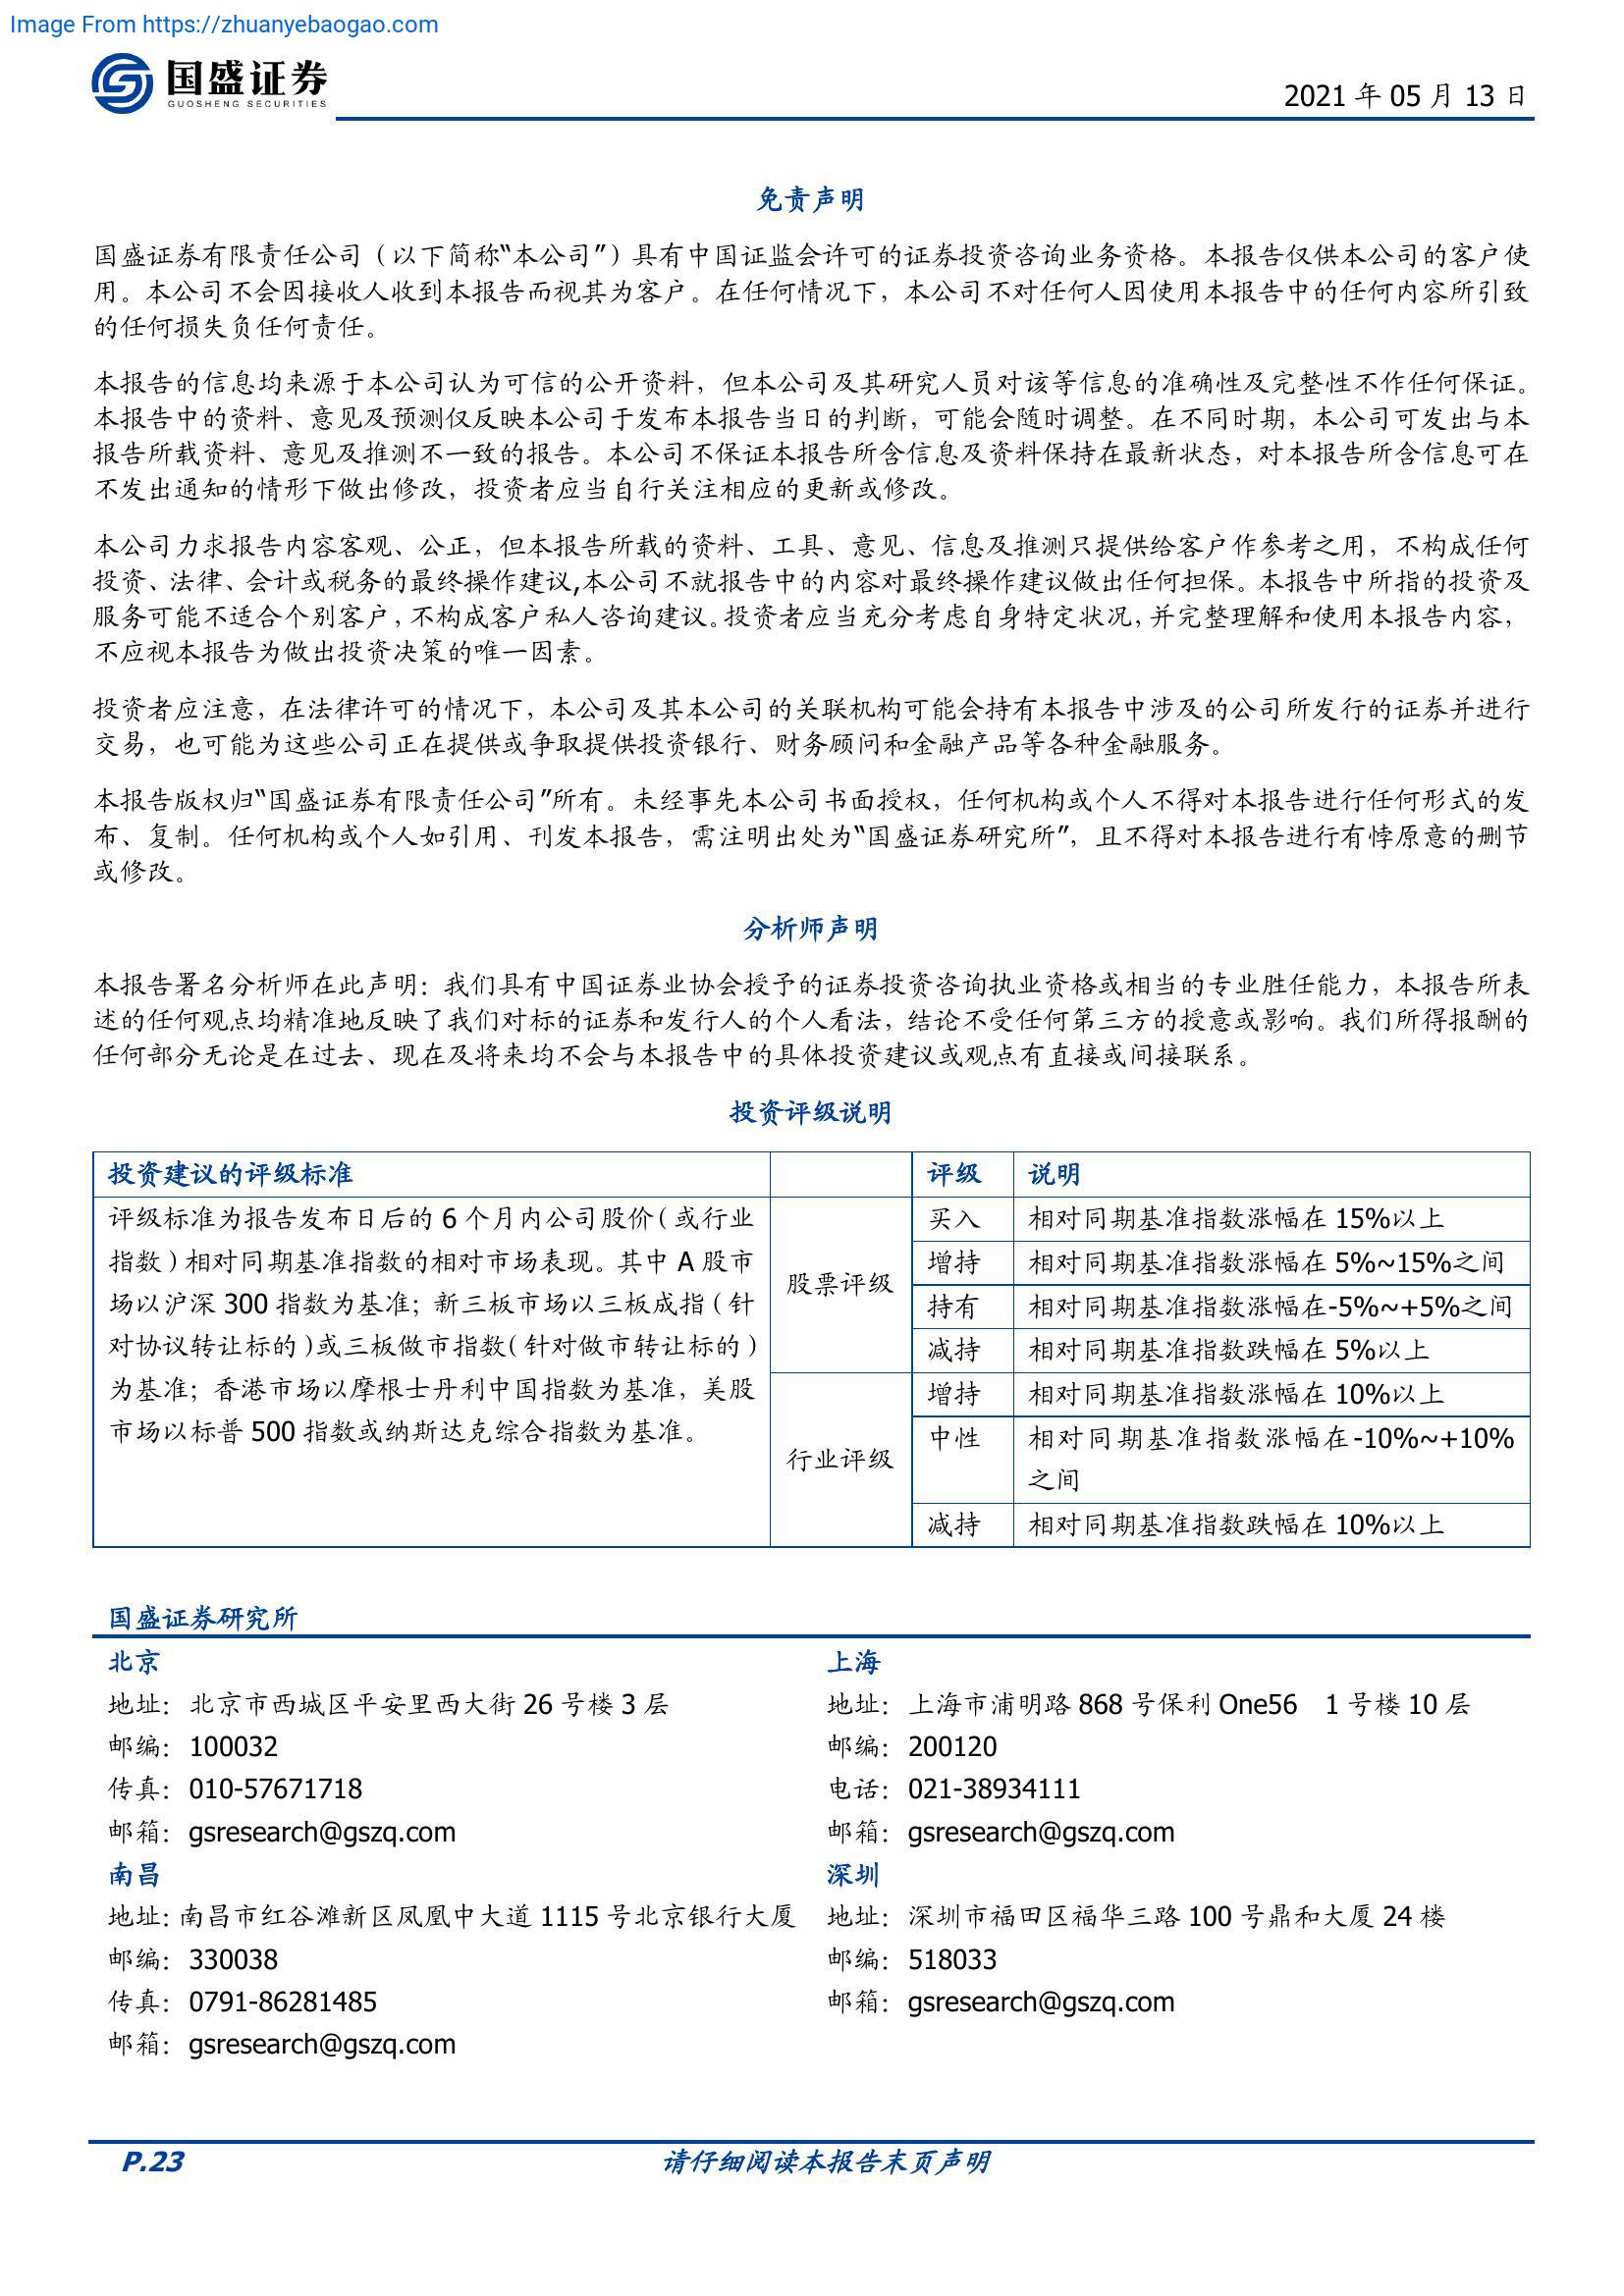 Image From https://zhuanyebaogao.com
国盛证券
GUOSHENG SECURITIES
2021 年 05 月 13 日
免责声明
国盛证券有限责任公司（以下简称“本公司”）具有中国证监会许可的证券投资咨询业务资格。本报告仅供本公司的客户使
用。本公司不会因接收人收到本报告而视其为客户。在任何情况下，本公司不对任何人因使用本报告中的任何内容所引致
的任何损失负任何责任。
本报告的信息均来源于本公司认为可信的公开资料，但本公司及其研究人员对该等信息的准确性及完整性不作任何保证。
本报告中的资料、意见及预测仅反映本公司于发布本报告当日的判断，可能会随时调整。在不同时期，本公司可发出与本
报告所载资料、意见及推测不一致的报告。本公司不保证本报告所含信息及资料保持在最新状态，对本报告所含信息可在
不发出通知的情形下做出修改，投资者应当自行关注相应的更新或修改。
本公司力求报告内容客观、公正，但本报告所载的资料、工具、意见、信息及推测只提供给客户作参考之用，不构成任何
投资、法律、会计或税务的最终操作建议,本公司不就报告中的内容对最终操作建议做出任何担保。本报告中所指的投资及
服务可能不适合个别客户，不构成客户私人咨询建议。投资者应当充分考虑自身特定状况，并完整理解和使用本报告内容，
不应视本报告为做出投资决策的唯一因素。
投资者应注意，在法律许可的情况下，本公司及其本公司的关联机构可能会持有本报告中涉及的公司所发行的证券并进行
交易，也可能为这些公司正在提供或争取提供投资银行、财务顾问和金融产品等各种金融服务。
本报告版权归“国盛证券有限责任公司”所有。未经事先本公司书面授权，任何机构或个人不得对本报告进行任何形式的发
布、复制。任何机构或个人如引用、刊发本报告，需注明出处为“国盛证券研究所”，且不得对本报告进行有悖原意的删节
或修改。
分析师声明
本报告署名分析师在此声明：我们具有中国证券业协会授予的证券投资咨询执业资格或相当的专业胜任能力，本报告所表
述的任何观点均精准地反映了我们对标的证券和发行人的个人看法，结论不受任何第三方的授意或影响。我们所得报酬的
任何部分无论是在过去、现在及将来均不会与本报告中的具体投资建议或观点有直接或间接联系。
投资评级说明
投资建议的评级标准 评级 说明
评级标准为报告发布日后的 6 个月内公司股价（或行业
指数）相对同期基准指数的相对市场表现。其中 A 股市
场以沪深 300 指数为基准；新三板市场以三板成指（针
对协议转让标的）或三板做市指数（针对做市转让标的）
为基准；香港市场以摩根士丹利中国指数为基准，美股
市场以标普 500 指数或纳斯达克综合指数为基准。
股票评级
买入 相对同期基准指数涨幅在 15%以上
增持 相对同期基准指数涨幅在 5%~15%之间
持有 相对同期基准指数涨幅在-5%~+5%之间
减持 相对同期基准指数跌幅在 5%以上
行业评级
增持 相对同期基准指数涨幅在 10%以上
中性 相对同期基准指数涨幅在-10%~+10%
之间
减持 相对同期基准指数跌幅在 10%以上
国盛证券研究所
北京
地址：北京市西城区平安里西大街 26 号楼 3 层
邮编：100032
传真：010-57671718
邮箱：gsresearch@gszq.com
上海
地址：上海市浦明路 868 号保利 One56 1 号楼 10 层
邮编：200120
电话：021-38934111
邮箱：gsresearch@gszq.com
南昌
地址：南昌市红谷滩新区凤凰中大道 1115 号北京银行大厦
邮编：330038
传真：0791-86281485
邮箱：gsresearch@gszq.com
深圳
地址：深圳市福田区福华三路 100 号鼎和大厦 24 楼
邮编：518033
邮箱：gsresearch@gszq.com
P.23 请仔细阅读本报告末页声明